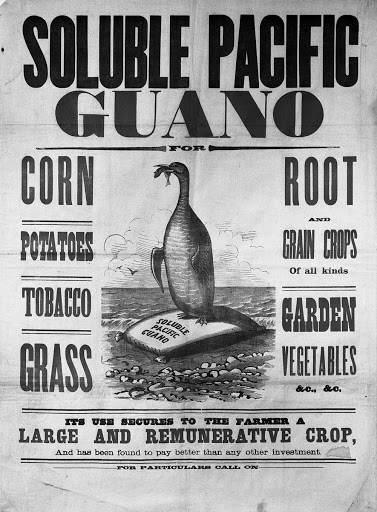 SOLUBLE PACIFIC
GUANO
FOR
CORN
POTATOES
TOBACCO
GRASS
SOLUBLE
PACIFIC
GUANO
ROOT
AND
GRAIN CROPS
Of all kinds
GARDEN
VEGETABLES
&c., &c.
ITS USE SECURES TO THE FARMER A
LARGE AND REMUNERATIVE CROP,
And has been found to pay better than any other investment
FOR PARTICULARS CALL ON